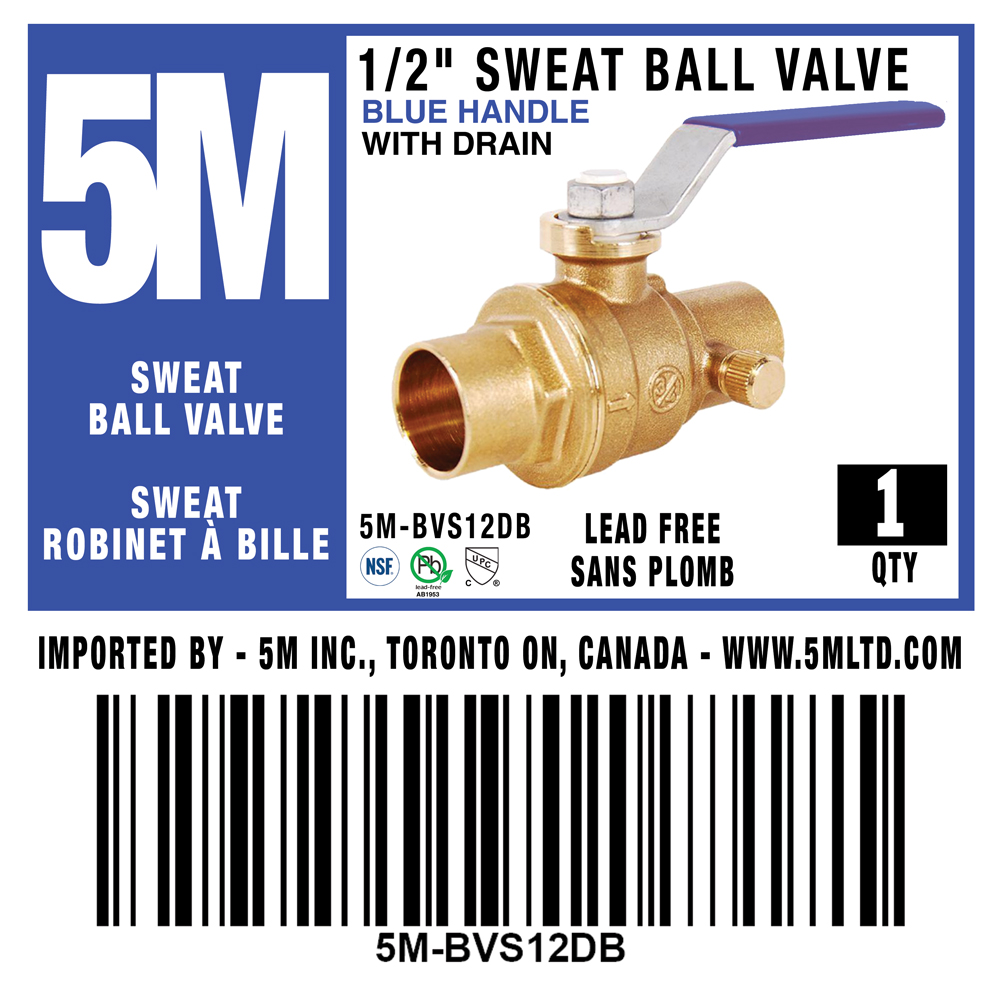 5M
SWEAT
BALL VALVE
SWEAT
ROBINET À BILLE
1/2" SWEAT BALL VALVE
BLUE HANDLE
WITH DRAIN
1
5M-BVS12DB
NSF.
Pb
lead-free
AB1953
UPC
C ®
LEAD FREE
SANS PLOMB
1
QTY
IMPORTED BY - 5M INC., TORONTO ON, CANADA - WWW.5MLTD.COM
5M-BVS12DB